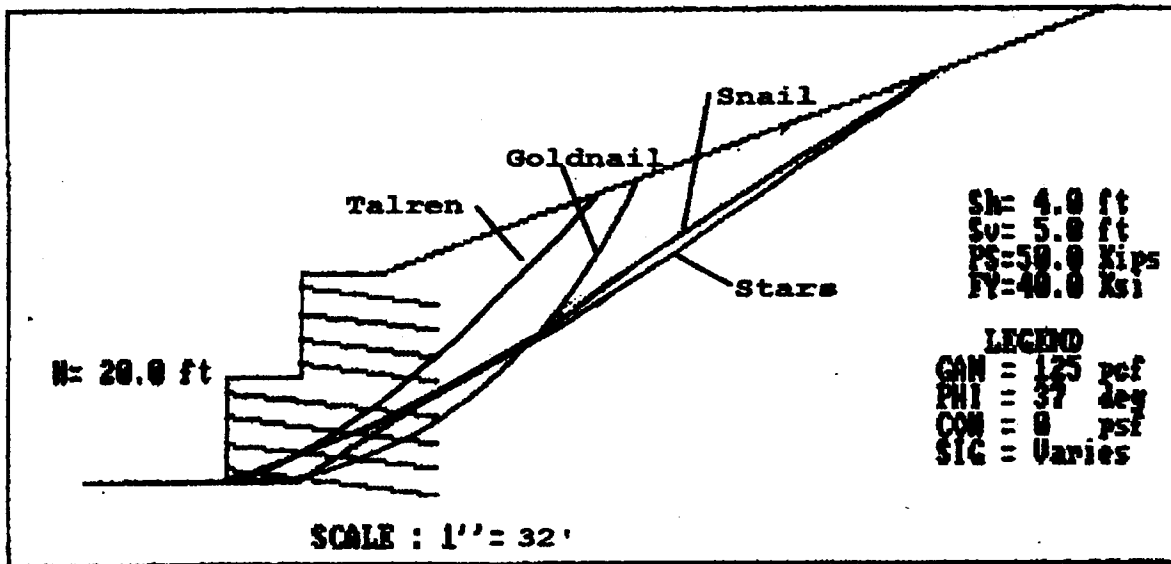 Snail
Goldnail
Talren
Stars
Sh= 4.0 ft
Sv= 5.0 ft
PS=50.0 Kips
FY=40.0 Ksi
H= 20.0 ft
LEGEND
GAM = 125 pcf
PHI = 37 deg
COH = 0 psf
SIG = Varies
SCALE : 1''= 32'